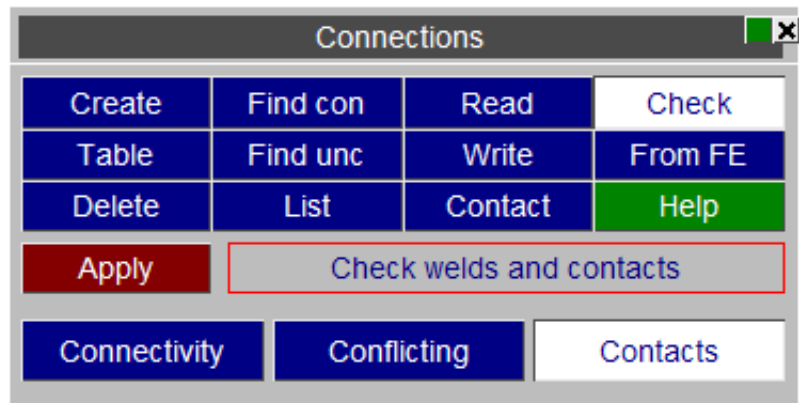 Connections
Create Find con Read Check
Table Find unc Write From FE
Delete List Contact Help
Apply Check welds and contacts
Connectivity Conflicting Contacts